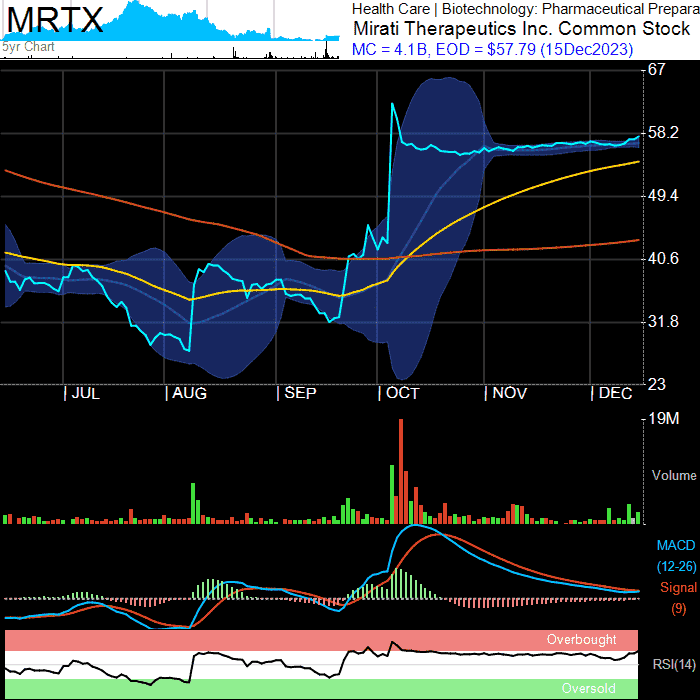 MRTX
Health Care | Biotechnology: Pharmaceutical Prepara
Mirati Therapeutics Inc. Common Stock
MC = 4.1B, EOD = $57.79 (15Dec2023)
5yr Chart
67
58.2
49.4
40.6
31.8
23
| JUL | AUG | SEP | OCT | NOV | DEC
19M
Volume
MACD
(12-26)
Signal
(9)
Overbought
RSI(14)
Oversold